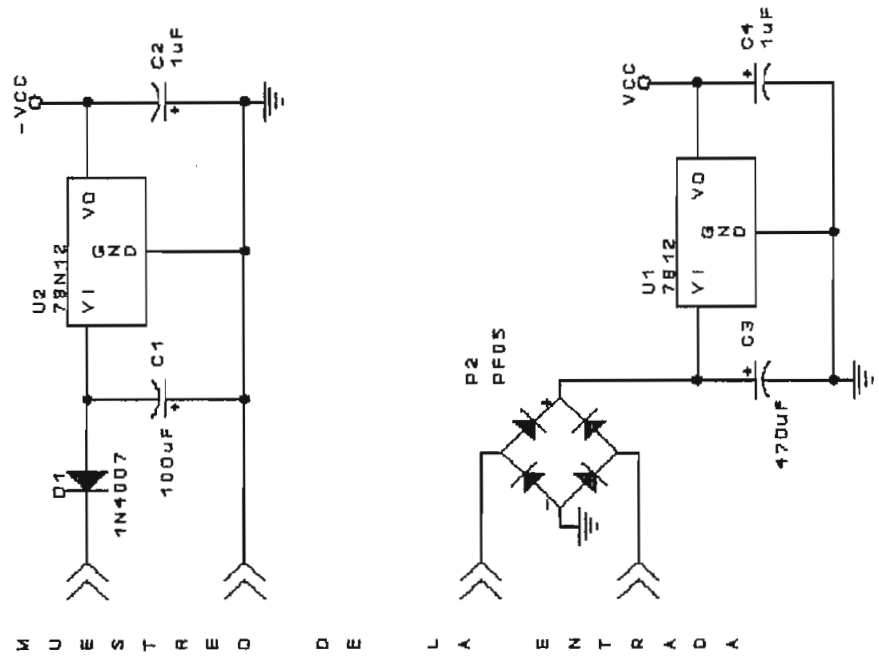 MUESTREO DE LA ENTRADA
D1
1N4007
C1
100uF
U2
79N12
VI
VO
GND
-VCC
C2
1uF
P2
PF05
+
-
C3
470uF
U1
7812
VI
VO
GND
VCC
C4
1uF